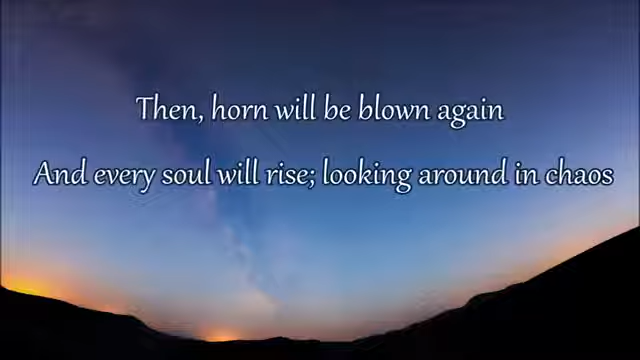 Then, horn will be blown again
And every soul will rise; looking around in chaos